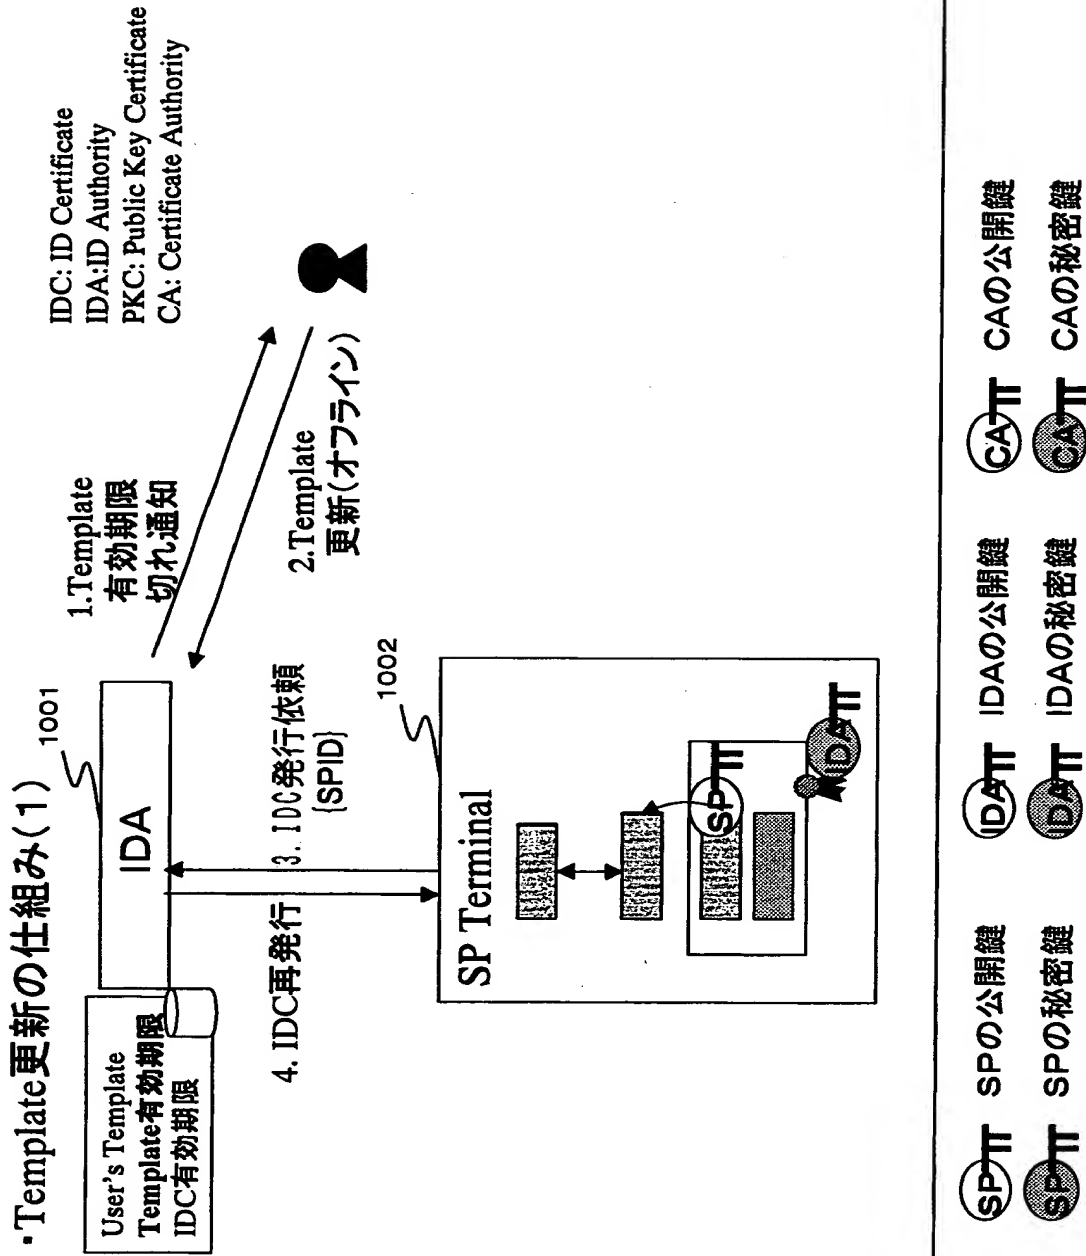 ・Template更新の仕組み(1)
IDC: ID Certificate
IDA:ID Authority
PKC: Public Key Certificate
CA: Certificate Authority
User's Template
Template有効期限
IDC有効期限
IDA
1001
1.Template
有効期限
切れ通知
2.Template
更新(オフライン)
4. IDC再発行
3. IDC発行依頼
{SPID}
1002
SP Terminal
SP
IDA
SP SPの公開鍵
IDA IDAの公開鍵
CA CAの公開鍵
SP SPの秘密鍵
IDA IDAの秘密鍵
CA CAの秘密鍵